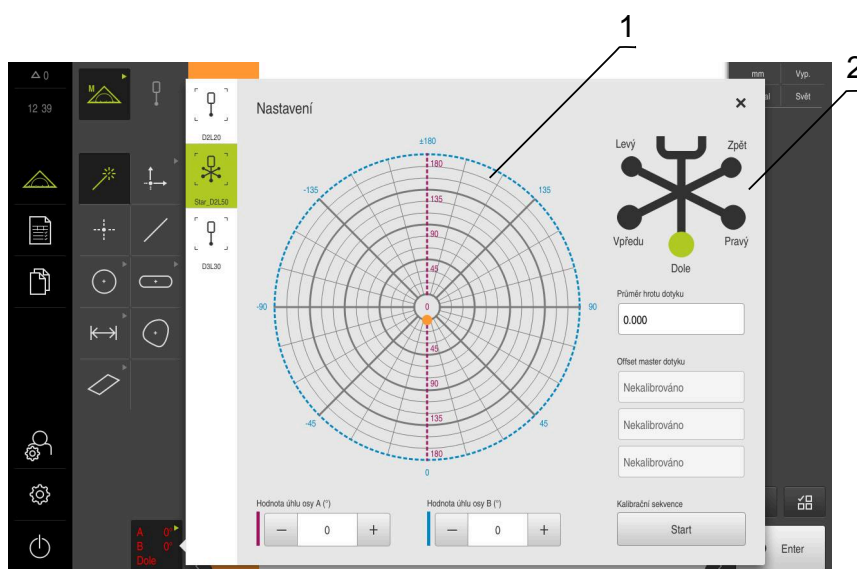 1
2
0
12 39
M
D2L20
Star_D2L50
D3L30
Nastavení
±180
-135
135
-90
90
-45
45
0
180
135
90
45
0
45
90
135
180
Levý
Zpět
Vpředu
Pravý
Dole
Průměr hrotu dotyku
0.000
Offset master dotyku
Nekalibrováno
Nekalibrováno
Nekalibrováno
Kalibrační sekvence
Start
Hodnota úhlu osy A (°)
— 0 +
Hodnota úhlu osy B (°)
— 0 +
A 0°
B 0°
Dole
mm Vyp.
Svět
Enter